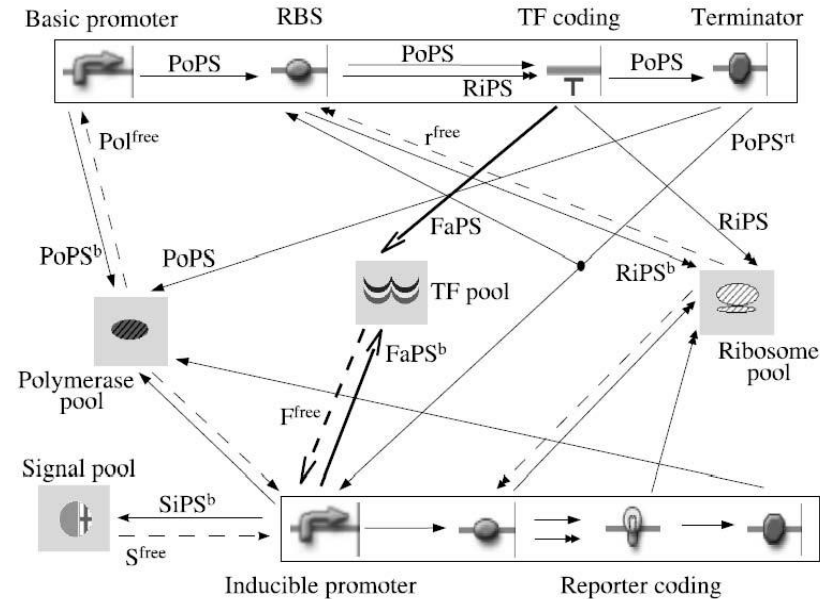 Basic promoter RBS TF coding Terminator
PoPS PoPS PoPS
RiPS
Pol^free r^free PoPS^rt
FaPS RiPS
PoPS^b PoPS RiPS^b
TF pool
Polymerase
pool
FaPS^b Ribosome
pool
F^free
Signal pool
SiPS^b
S^free
Inducible promoter Reporter coding